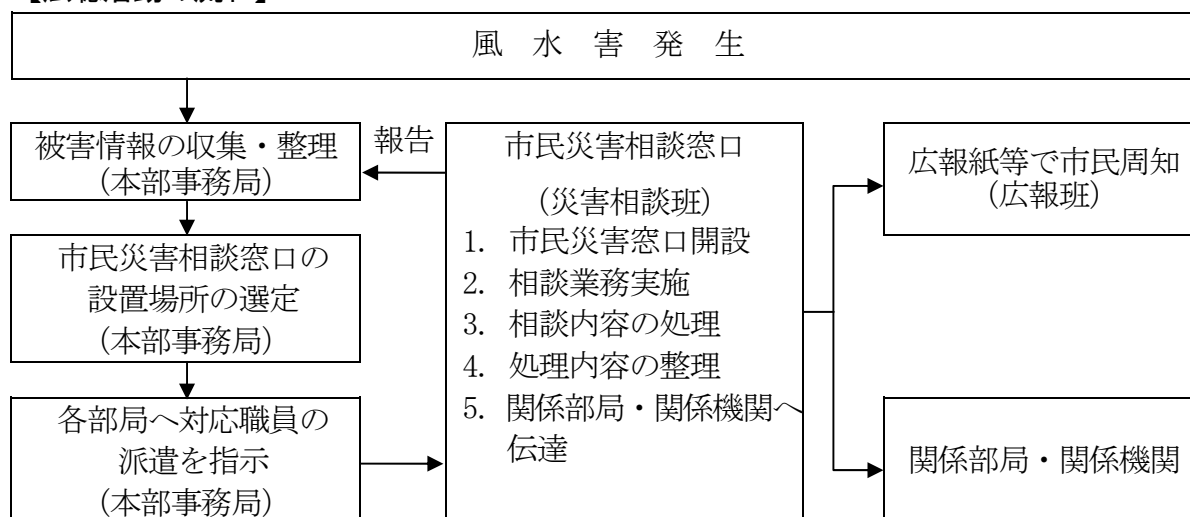 風 水 害 発 生
被害情報の収集・整理
(本部事務局)
報告
市民災害相談窓口の
設置場所の選定
(本部事務局)
各部局へ対応職員の
派遣を指示
(本部事務局)
市民災害相談窓口
(災害相談班)
1. 市民災害窓口開設
2. 相談業務実施
3. 相談内容の処理
4. 処理内容の整理
5. 関係部局・関係機関へ
伝達
広報紙等で市民周知
(広報班)
関係部局・関係機関